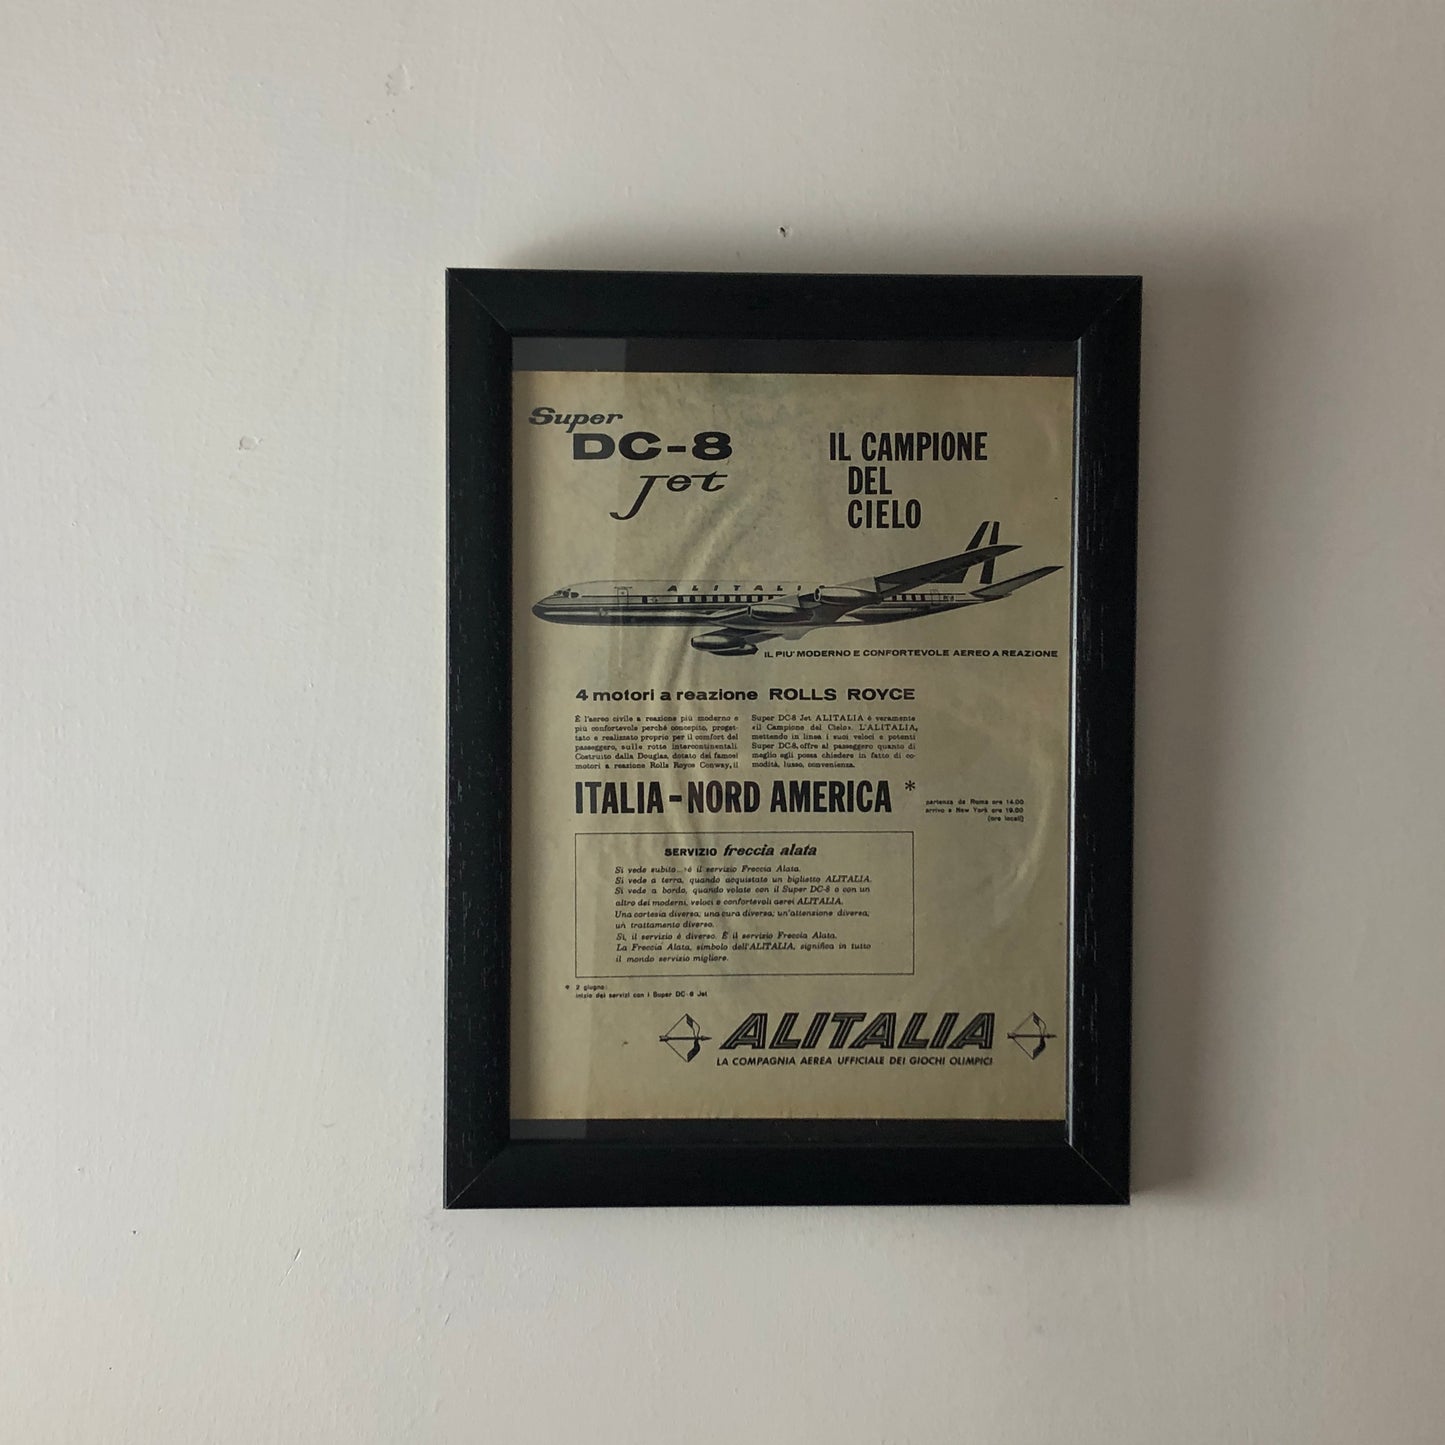 Super
DC-8
Jet
IL CAMPIONE
DEL
CIELO
ALITALI
IL PIU' MODERNO E CONFORTEVOLE AEREO A REAZIONE
4 motori a reazione ROLLS ROYCE
È l'aereo civile a reazione più moderno e
più confortevole perché concepito, proget-
tato e realizzato proprio per il comfort del
passeggero, sulle rotte intercontinentali
Costruito dalla Douglas, dotato dei famosi
motori a reazione Rolls Royce Conway, il
Super DC-8 Jet ALITALIA è veramente
«il Campione del Cielo». L'ALITALIA,
mettendo in linea i suoi veloci e potenti
Super DC-8, offre al passeggero quanto di
meglio egli possa chiedere in fatto di co-
modità, lusso, convenienza.
ITALIA-NORD AMERICA *
partenza da Roma ore 14.00
arrivo a New York ore 19.00
(ore locali)
SERVIZIO freccia alata
Si vede subito... è il servizio Freccia Alata.
Si vede a terra, quando acquistate un biglietto ALITALIA.
Si vede a bordo, quando volate con il Super DC-8 o con un
altro dei moderni, veloci e confortevoli aerei ALITALIA.
Una cortesia diversa; una cura diversa; un'attenzione diversa;
un trattamento diverso.
Sì, il servizio è diverso. È il servizio Freccia Alata.
La Freccia Alata, simbolo dell'ALITALIA, significa in tutto
il mondo servizio migliore.
* 2 giugno:
inizio dei servizi con i Super DC-8 Jet
ALITALIA
LA COMPAGNIA AEREA UFFICIALE DEI GIOCHI OLIMPICI